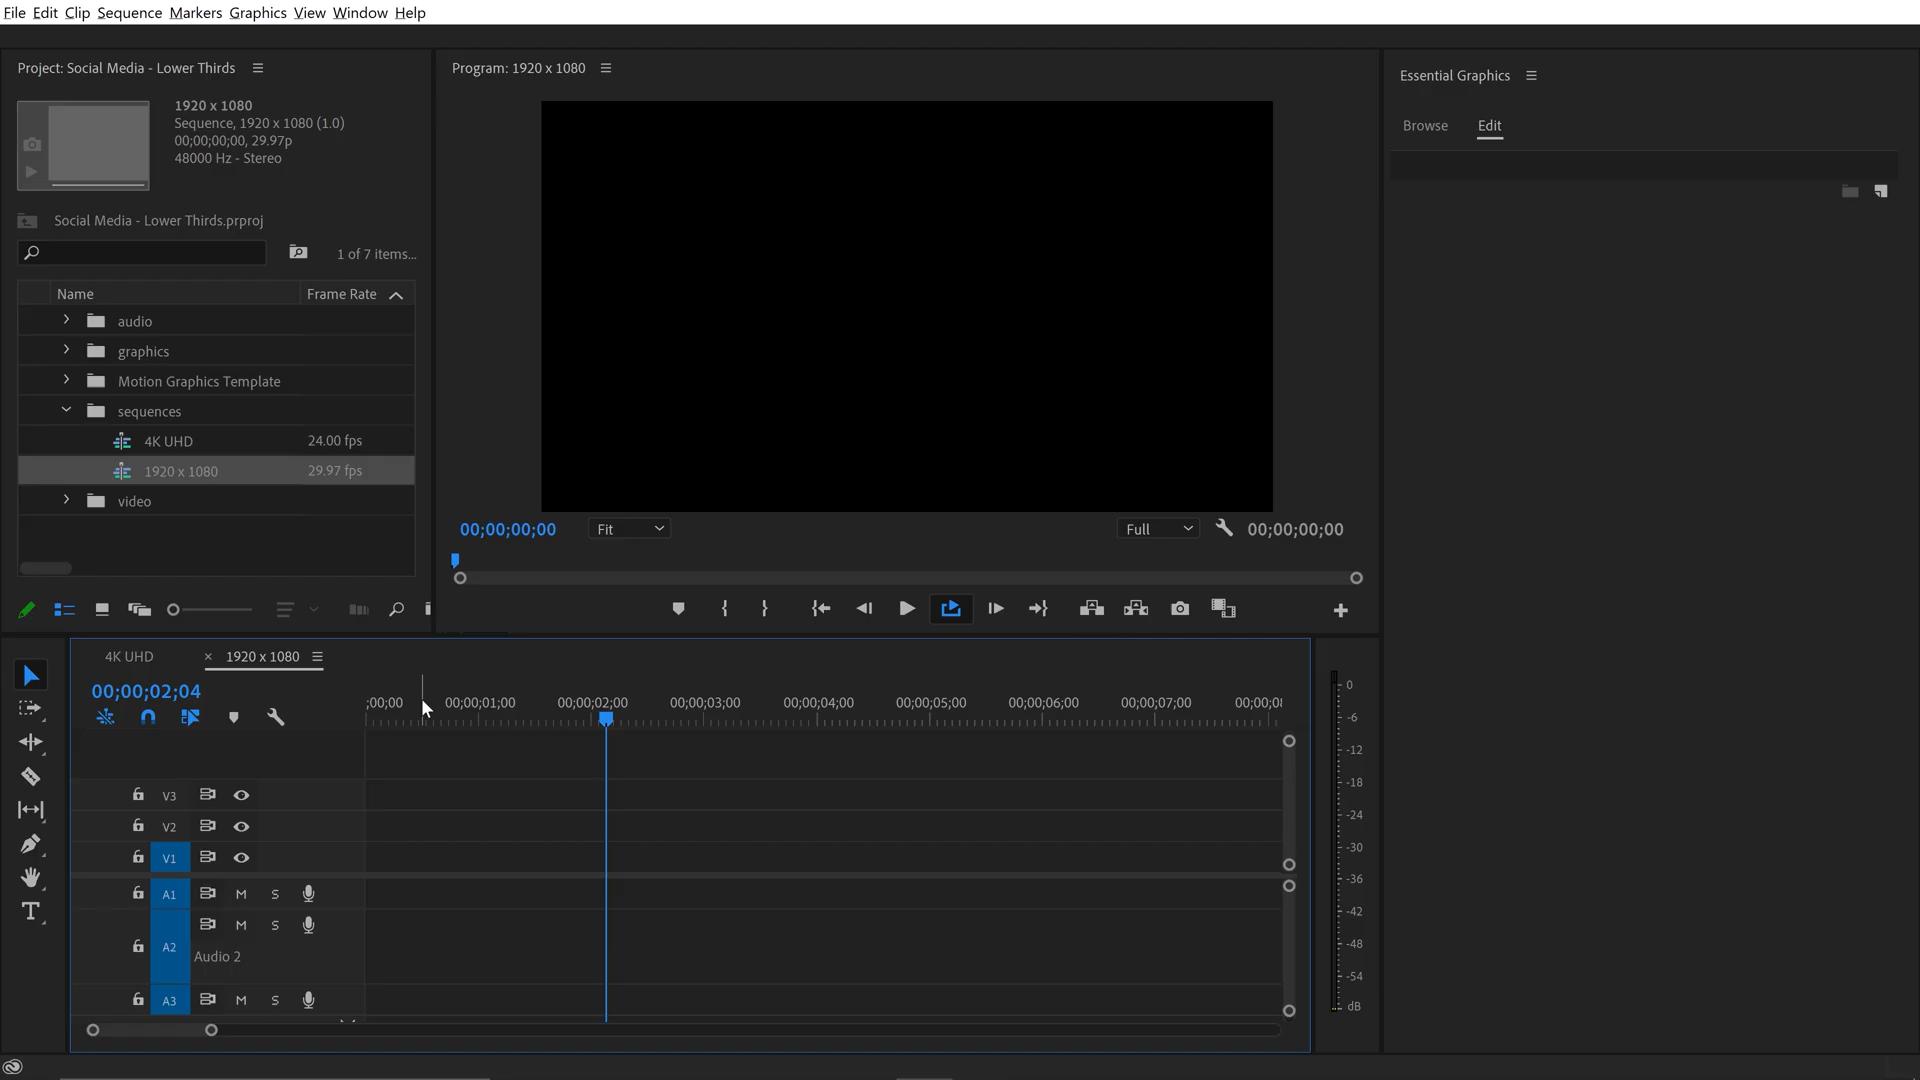 File Edit Clip Sequence Markers Graphics View Window Help
Project: Social Media - Lower Thirds
1920 x 1080
Sequence, 1920 x 1080 (1.0)
00;00;00;00, 29.97p
48000 Hz - Stereo
Social Media - Lower Thirds.prproj
1 of 7 items...
Name Frame Rate
audio
graphics
Motion Graphics Template
sequences
4K UHD 24.00 fps
1920 x 1080 29.97 fps
video
Program: 1920 x 1080
00;00;00;00 Fit Full 00;00;00;00
Essential Graphics
Browse Edit
4K UHD × 1920 x 1080
00;00;02;04
;00;00 00;00;01;00 00;00;02;00 00;00;03;00 00;00;04;00 00;00;05;00 00;00;06;00 00;00;07;00 00;00;0
V3
V2
V1
A1 M S
A2 M S
Audio 2
A3 M S
0
-6
-12
-18
-24
-30
-36
-42
-48
-54
dB